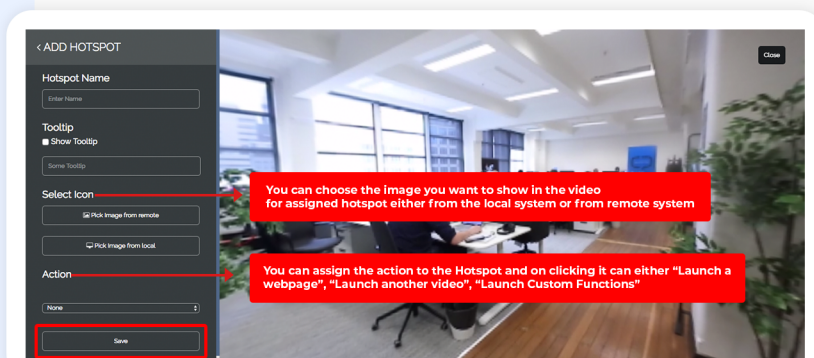 < ADD HOTSPOT
Close
Hotspot Name
Enter Name
Tooltip
Show Tooltip
Some Tooltip
Select Icon
You can choose the image you want to show in the video
for assigned hotspot either from the local system or from remote system
Pick Image from remote
Pick Image from local
Action
You can assign the action to the Hotspot and on clicking it can either “Launch a
webpage”, “Launch another video”, “Launch Custom Functions”
None
Save